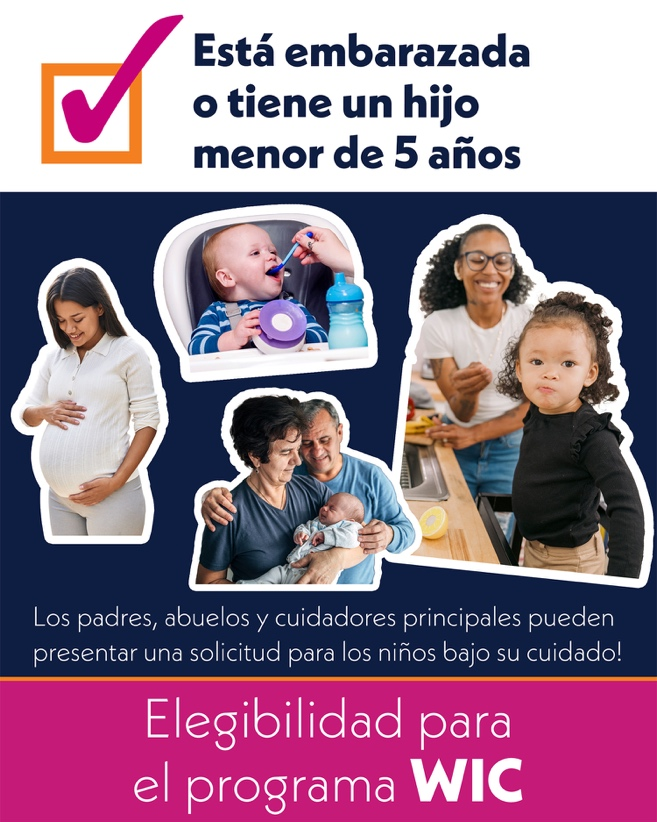 Está embarazada
o tiene un hijo
menor de 5 años
Los padres, abuelos y cuidadores principales pueden
presentar una solicitud para los niños bajo su cuidado!
Elegibilidad para
el programa WIC